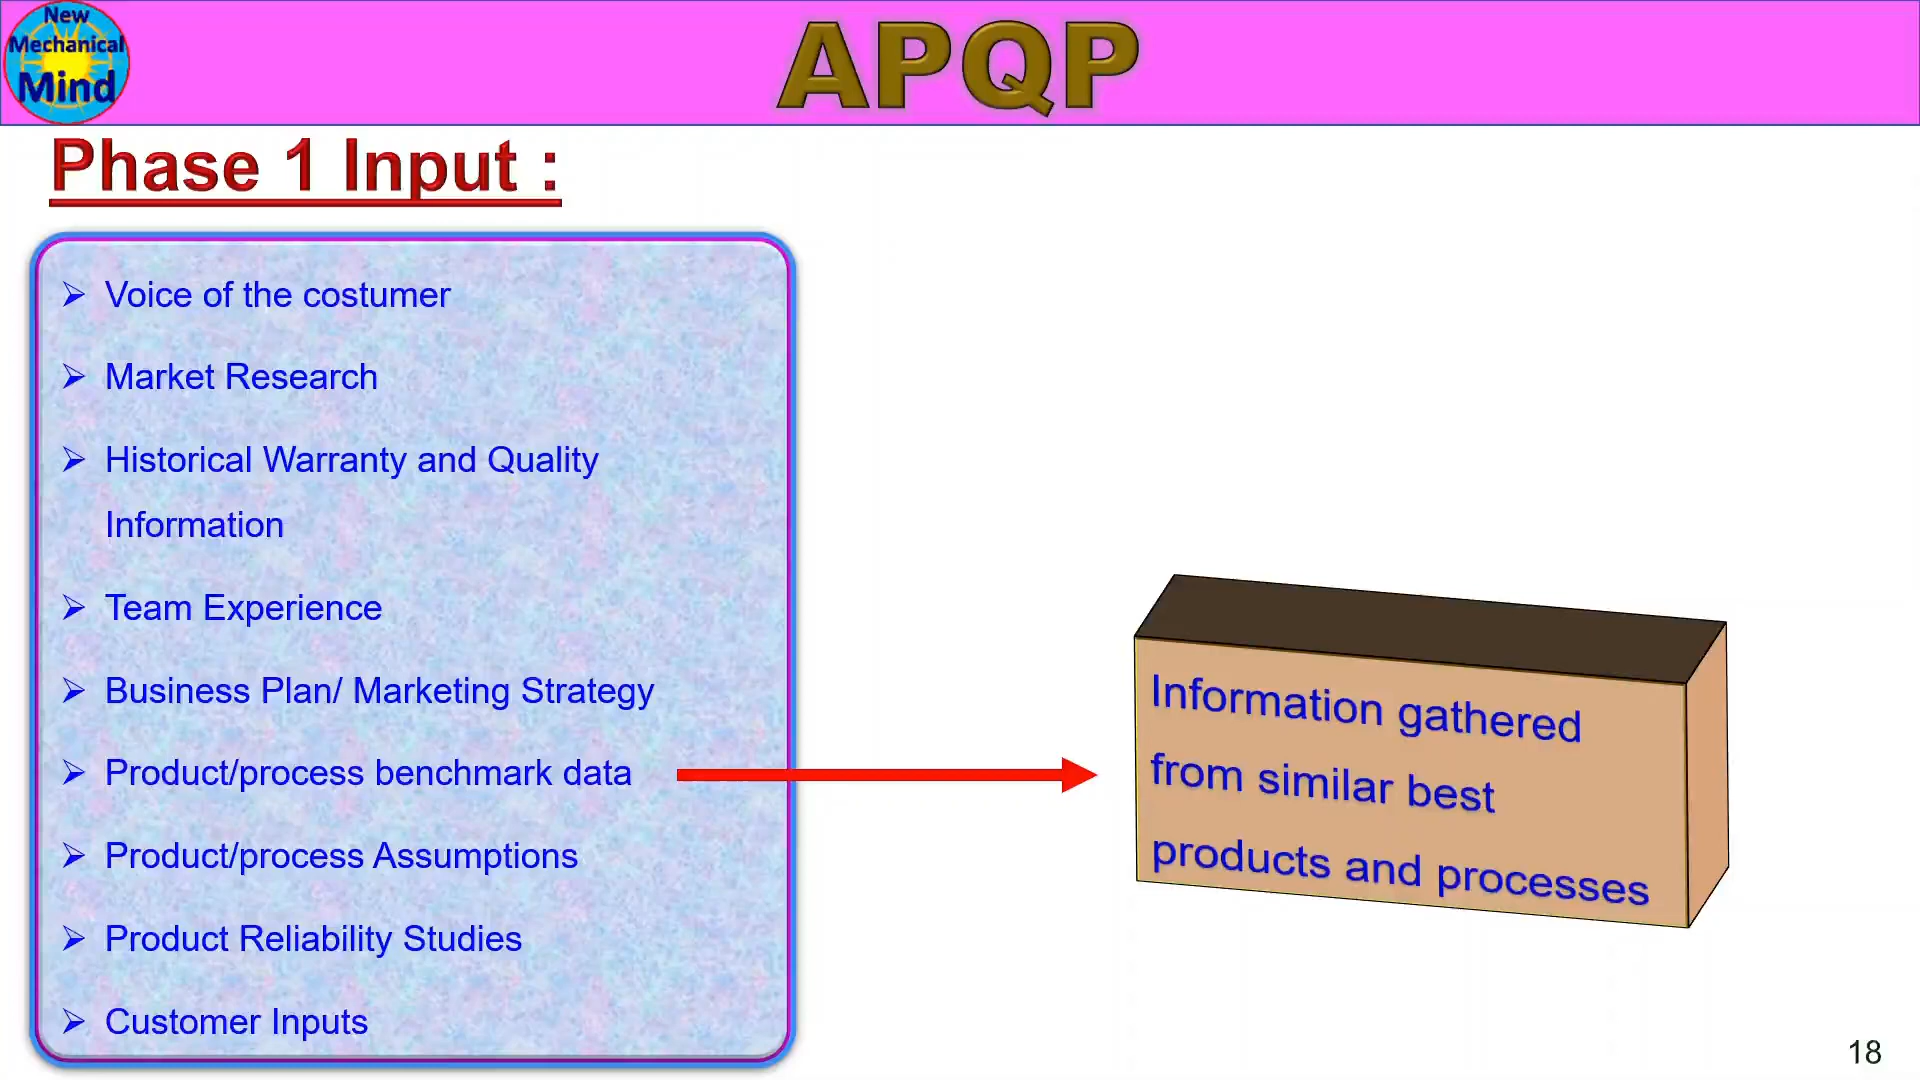 New
Mechanical
Mind
APQP
Phase 1 Input :
Voice of the costumer
Market Research
Historical Warranty and Quality
Information
Team Experience
Business Plan/ Marketing Strategy
Product/process benchmark data
Product/process Assumptions
Product Reliability Studies
Customer Inputs
Information gathered
from similar best
products and processes
18